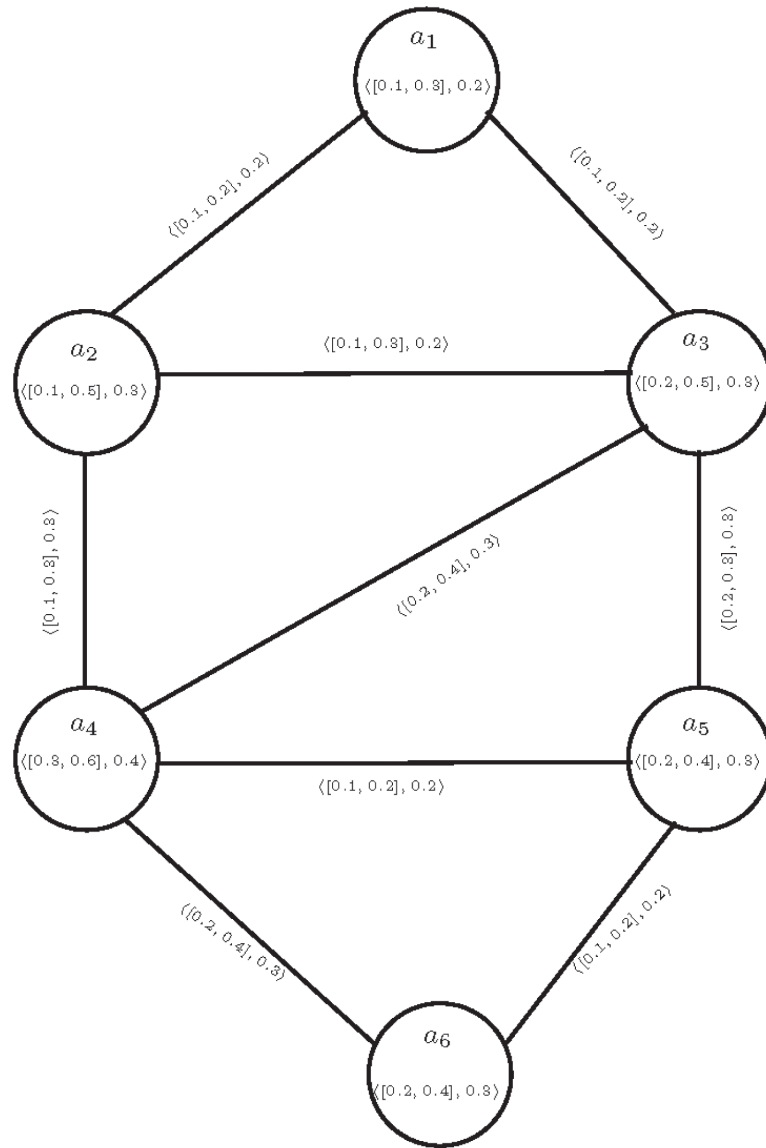 a₁
⟨[0.1, 0.3], 0.2⟩
⟨[0.1, 0.2], 0.2⟩
⟨[0.1, 0.2], 0.2⟩
a₂
⟨[0.1, 0.5], 0.3⟩
⟨[0.1, 0.3], 0.2⟩
a₃
⟨[0.2, 0.5], 0.3⟩
⟨[0.1, 0.3], 0.3⟩
⟨[0.2, 0.4], 0.3⟩
⟨[0.2, 0.3], 0.3⟩
a₄
⟨[0.3, 0.6], 0.4⟩
⟨[0.1, 0.2], 0.2⟩
a₅
⟨[0.2, 0.4], 0.3⟩
⟨[0.2, 0.4], 0.3⟩
⟨[0.1, 0.2], 0.2⟩
a₆
⟨[0.2, 0.4], 0.3⟩